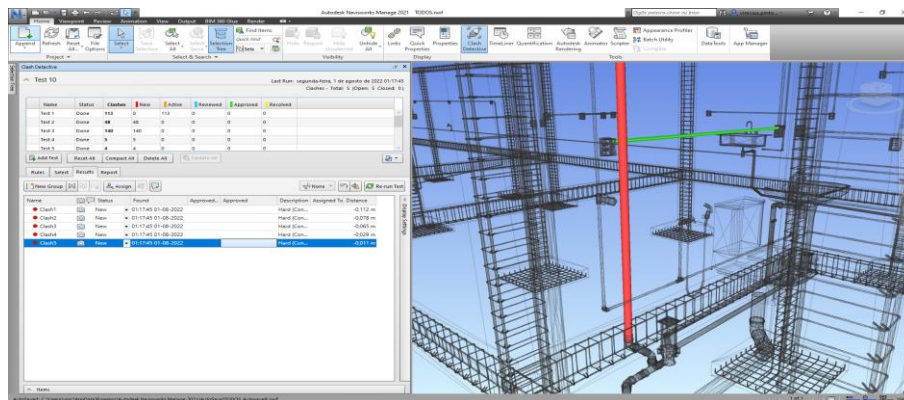 Autodesk Navisworks Manage 2021 TODOS.nwf
Home Viewpoint Review Animation View Output BIM 360 Glue Render
Append Refresh Reset All... File Options Select Save Selection Select All Select Same Selection Tree Find Items Quick Find Sets Hide Require Hide Unselected Unhide All Links Quick Properties Properties Clash Detective TimeLiner Quantification Autodesk Rendering Animator Scripter Appearance Profiler Batch Utility Compare DataTools App Manager
Project Select & Search Visibility Display Tools
Clash Detective
Selection Tree
Test 10
Last Run: segunda-feira, 1 de agosto de 2022 01:17:45
Clashes - Total: 5 (Open: 5 Closed: 0)
Name Status Clashes New Active Reviewed Approved Resolved
Test 1 Done 113 0 113 0 0 0
Test 2 Done 0 0 0
Test 3 Done 140 140 0 0 0 0
Test 4 Done 5 5 0 0 0 0
Test 5 Done 4 4 0 0 0 0
Add Test Reset All Compact All Delete All Update All
Rules Select Results Report
New Group Assign None Re-run Test
Name Status Found Approved... Approved Description Assigned To Distance
Clash1 New 01:17:45 01-08-2022 Hard (Con... -0,112 m
Clash2 New 01:17:45 01-08-2022 Hard (Con... -0,078 m
Clash3 New 01:17:45 01-08-2022 Hard (Con... -0,065 m
Clash4 New 01:17:45 01-08-2022 Hard (Con... -0,029 m
Clash5 New 01:17:45 01-08-2022 Hard (Con... -0,011 m
Display Settings
Items
1 of 1